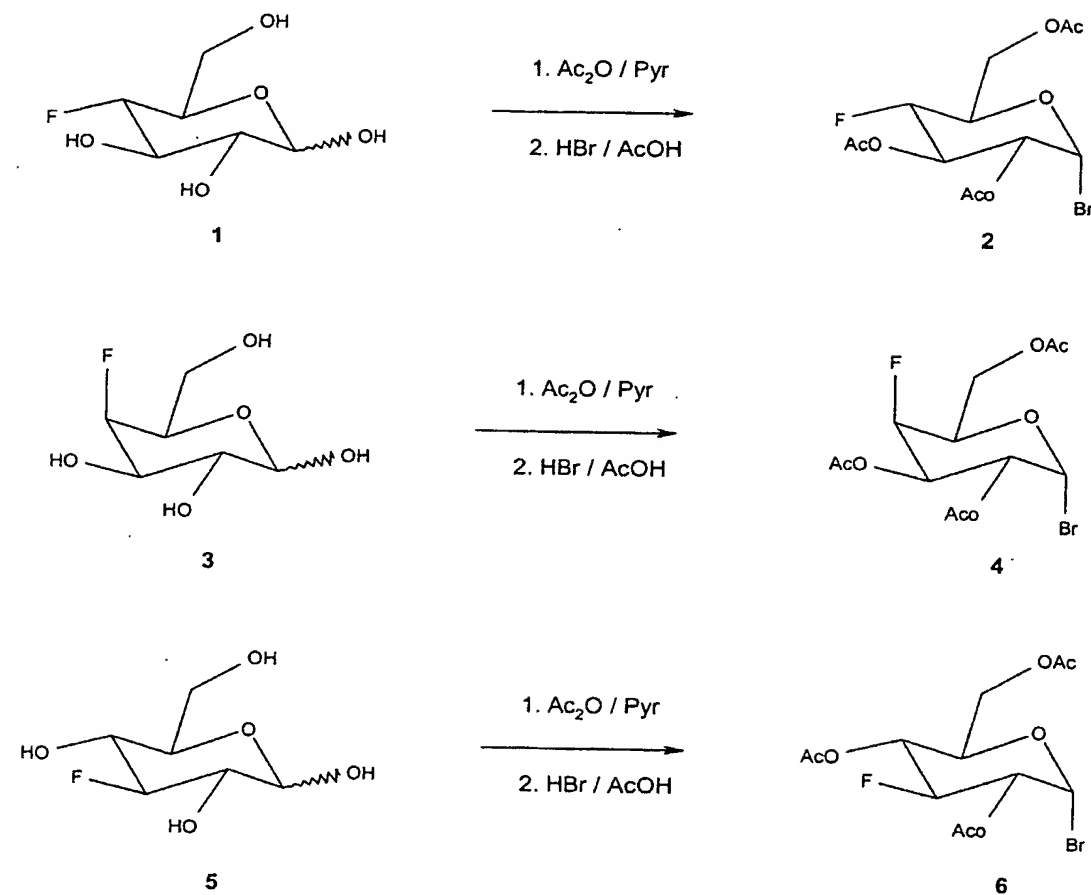 OH
F
O
HO
OH
HO
1
1. Ac₂O / Pyr
2. HBr / AcOH
OAc
O
F
AcO
Aco
Br
2
F
OH
O
HO
OH
HO
3
1. Ac₂O / Pyr
2. HBr / AcOH
F
OAc
O
AcO
Aco
Br
4
OH
O
HO
F
OH
HO
5
1. Ac₂O / Pyr
2. HBr / AcOH
OAc
O
AcO
F
Aco
Br
6